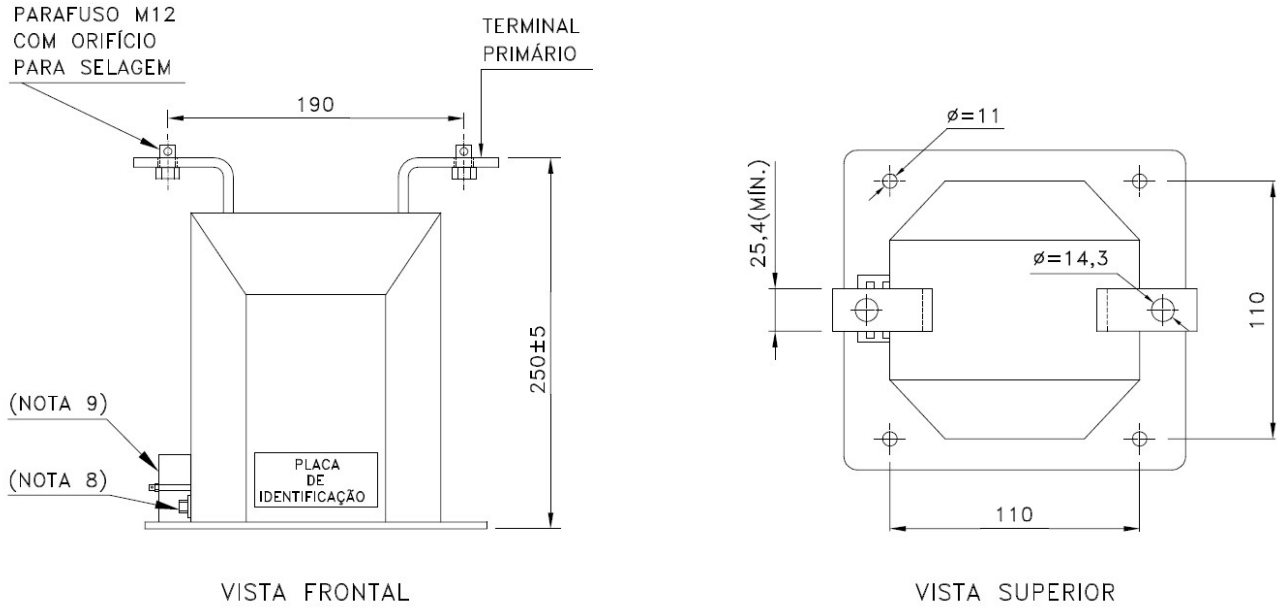 PARAFUSO M12
COM ORIFÍCIO
PARA SELAGEM
TERMINAL
PRIMÁRIO
190
250±5
(NOTA 9)
(NOTA 8)
PLACA
DE
IDENTIFICAÇÃO
VISTA FRONTAL
ø=11
25,4(MÍN.)
ø=14,3
110
110
VISTA SUPERIOR